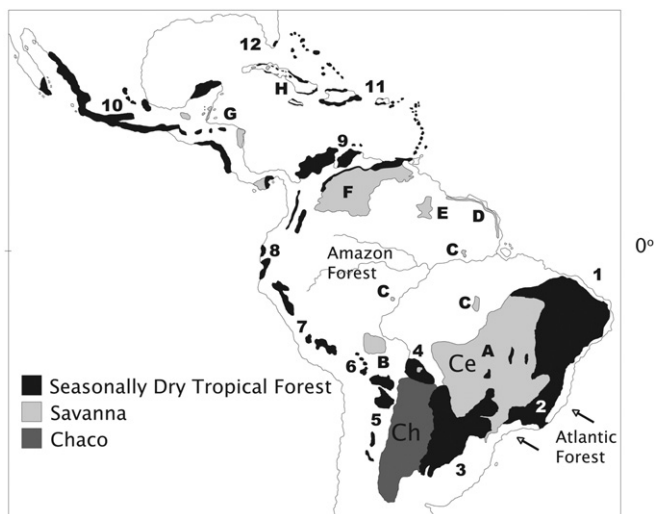 12
11
H
10
G
9
F
E
D
0°
8
Amazon
Forest
C
1
C
C
7
4
6
B
Ce
A
Seasonally Dry Tropical Forest
Savanna
Chaco
5
Ch
2
Atlantic
Forest
3